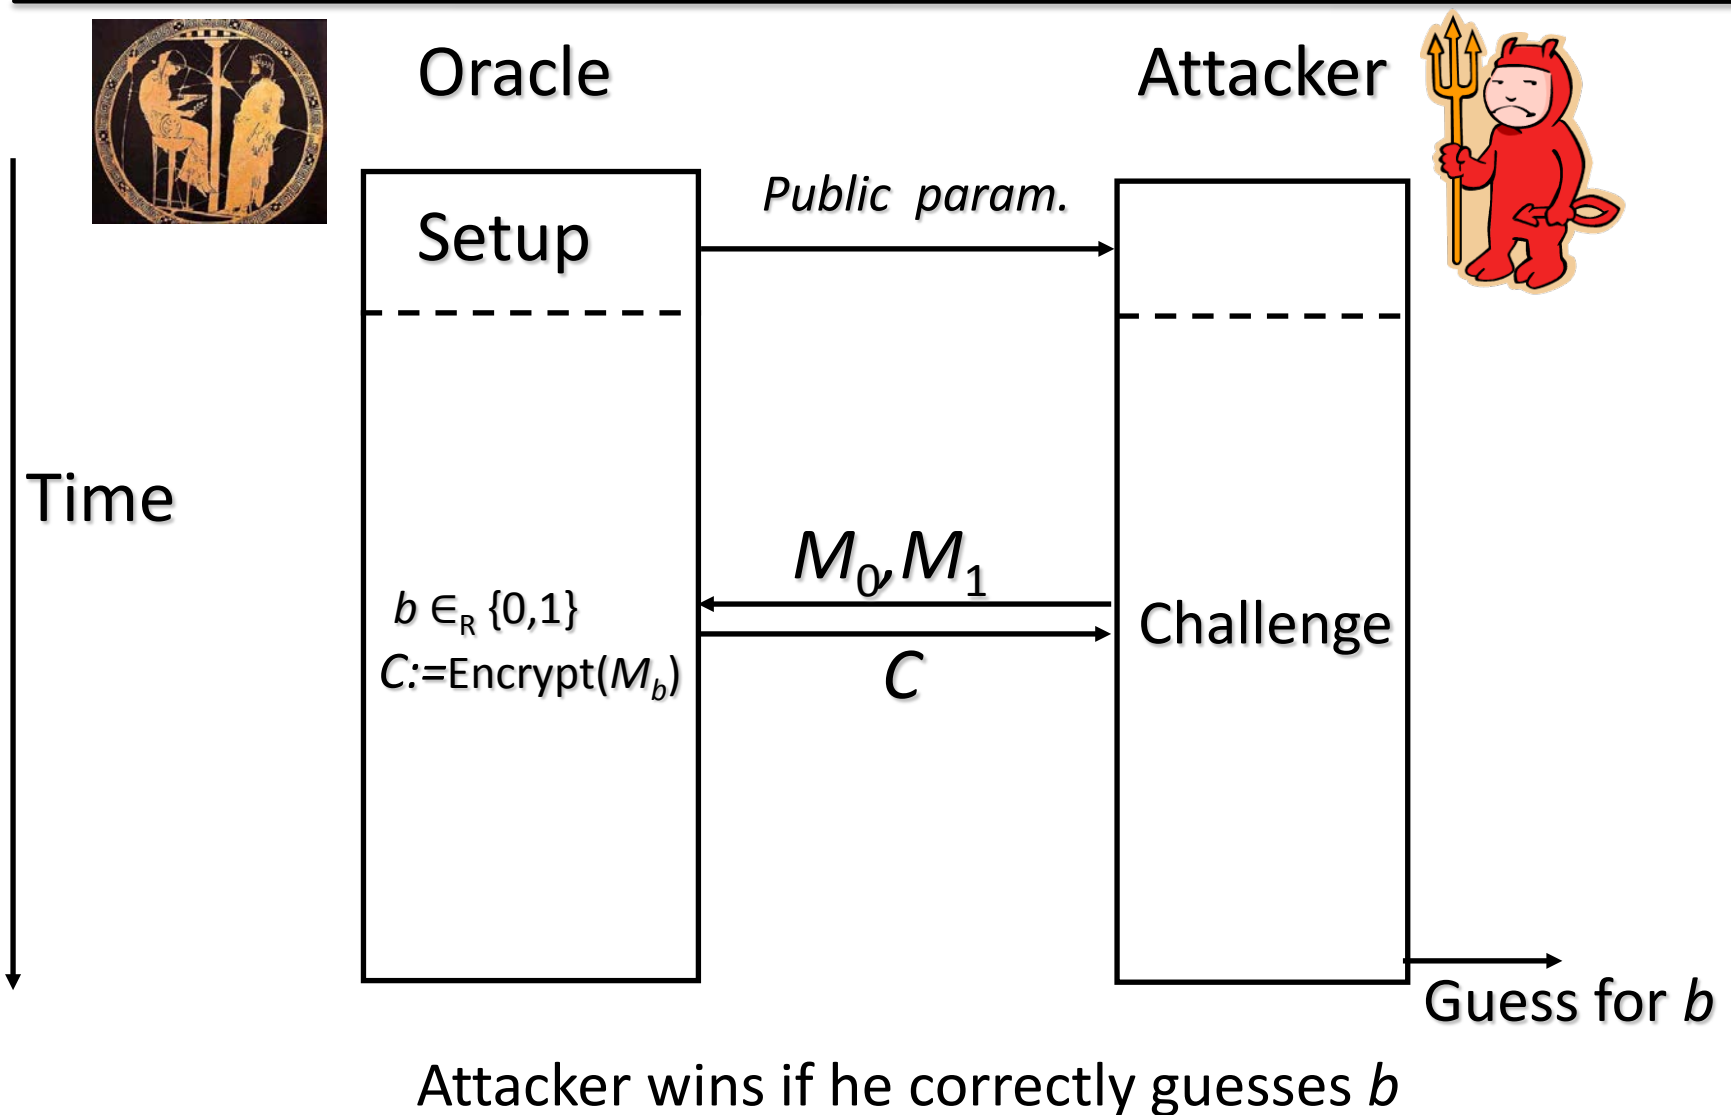 Oracle
Attacker
Public param.
Setup
Time
M₀,M₁
b ∈R {0,1}
Challenge
C:=Encrypt(Mb)
C
Guess for b
Attacker wins if he correctly guesses b